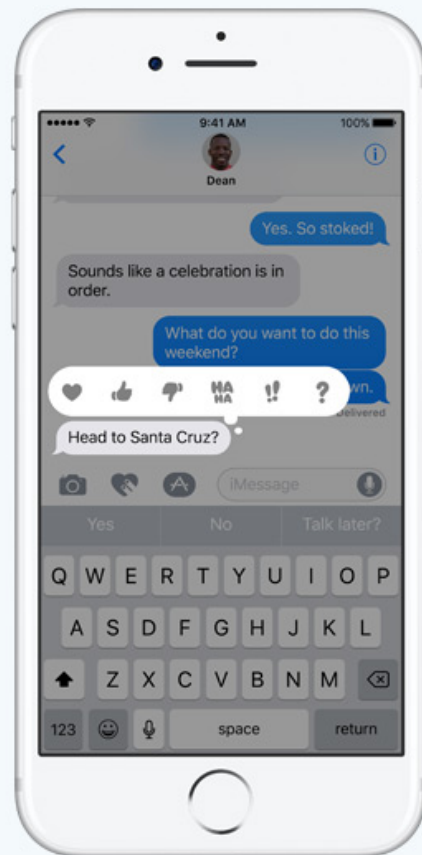 9:41 AM 100%
Dean
Yes. So stoked!
Sounds like a celebration is in
order.
What do you want to do this
weekend?
wn.
HA
HA
!! ?
Delivered
Head to Santa Cruz?
iMessage
Yes No Talk later?
Q W E R T Y U I O P
A S D F G H J K L
Z X C V B N M
123 space return